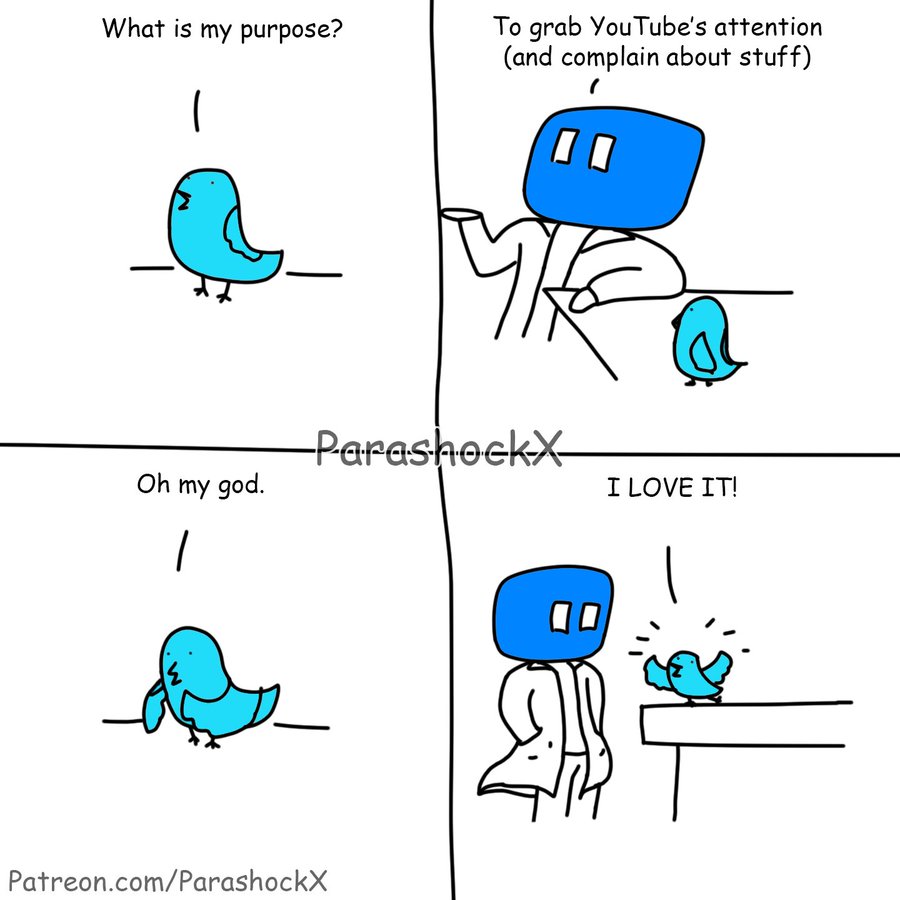 What is my purpose?
To grab YouTube's attention
(and complain about stuff)
ParashockX
Oh my god.
I LOVE IT!
Patreon.com/ParashockX